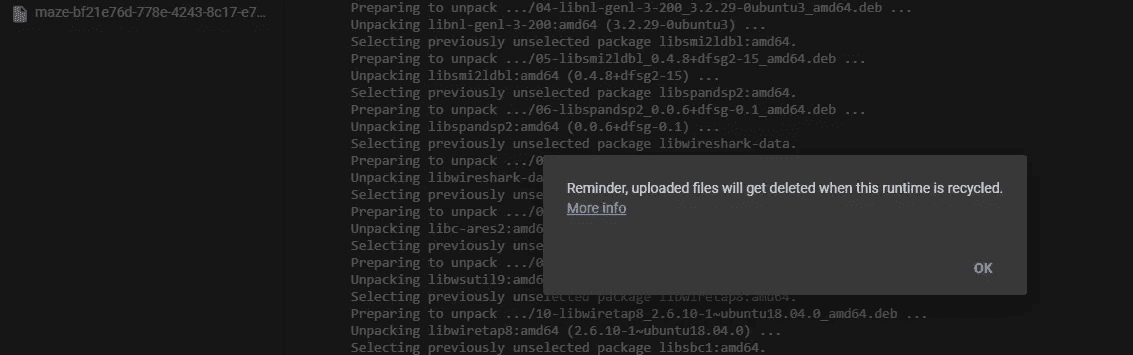 maze-bf21e76d-778e-4243-8c17-e7...
Preparing to unpack .../04-libnl-genl-3-200_3.2.29-0ubuntu3_amd64.deb ...
Unpacking libnl-genl-3-200:amd64 (3.2.29-0ubuntu3) ...
Selecting previously unselected package libsmi2ldbl:amd64.
Preparing to unpack .../05-libsmi2ldbl_0.4.8+dfsg2-15_amd64.deb ...
Unpacking libsmi2ldbl:amd64 (0.4.8+dfsg2-15) ...
Selecting previously unselected package libspandsp2:amd64.
Preparing to unpack .../06-libspandsp2_0.0.6+dfsg-0.1_amd64.deb ...
Unpacking libspandsp2:amd64 (0.0.6+dfsg-0.1) ...
Selecting previously unselected package libwireshark-data.
Preparing to unpack .../0
Unpacking libwireshark-da
Selecting previously unse
Preparing to unpack .../0
Unpacking libc-ares2:amd6
Selecting previously unse
Preparing to unpack .../0
Unpacking libwsutil9:amd6
Selecting previously unselected package libwiretap8:amd64.
Preparing to unpack .../10-libwiretap8_2.6.10-1~ubuntu18.04.0_amd64.deb ...
Unpacking libwiretap8:amd64 (2.6.10-1~ubuntu18.04.0) ...
Selecting previously unselected package libsbc1:amd64.
Reminder, uploaded files will get deleted when this runtime is recycled.
More info
OK